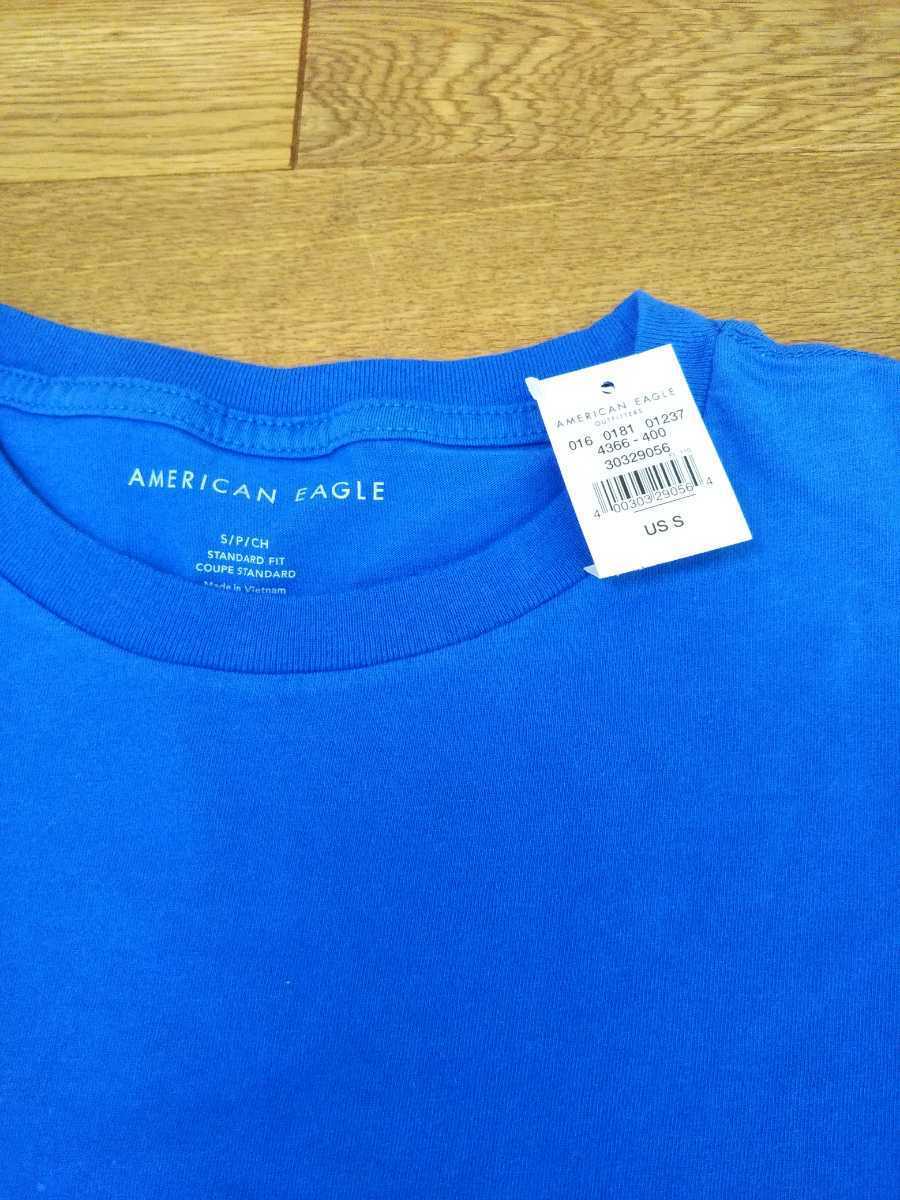 AMERICAN EAGLE
S/P/CH
STANDARD FIT
COUPE STANDARD
Made in Vietnam
AMERICAN EAGLE
OUTFITTERS
016 0181 01237
4366-400
30329056
4 00303 29056 4
US S